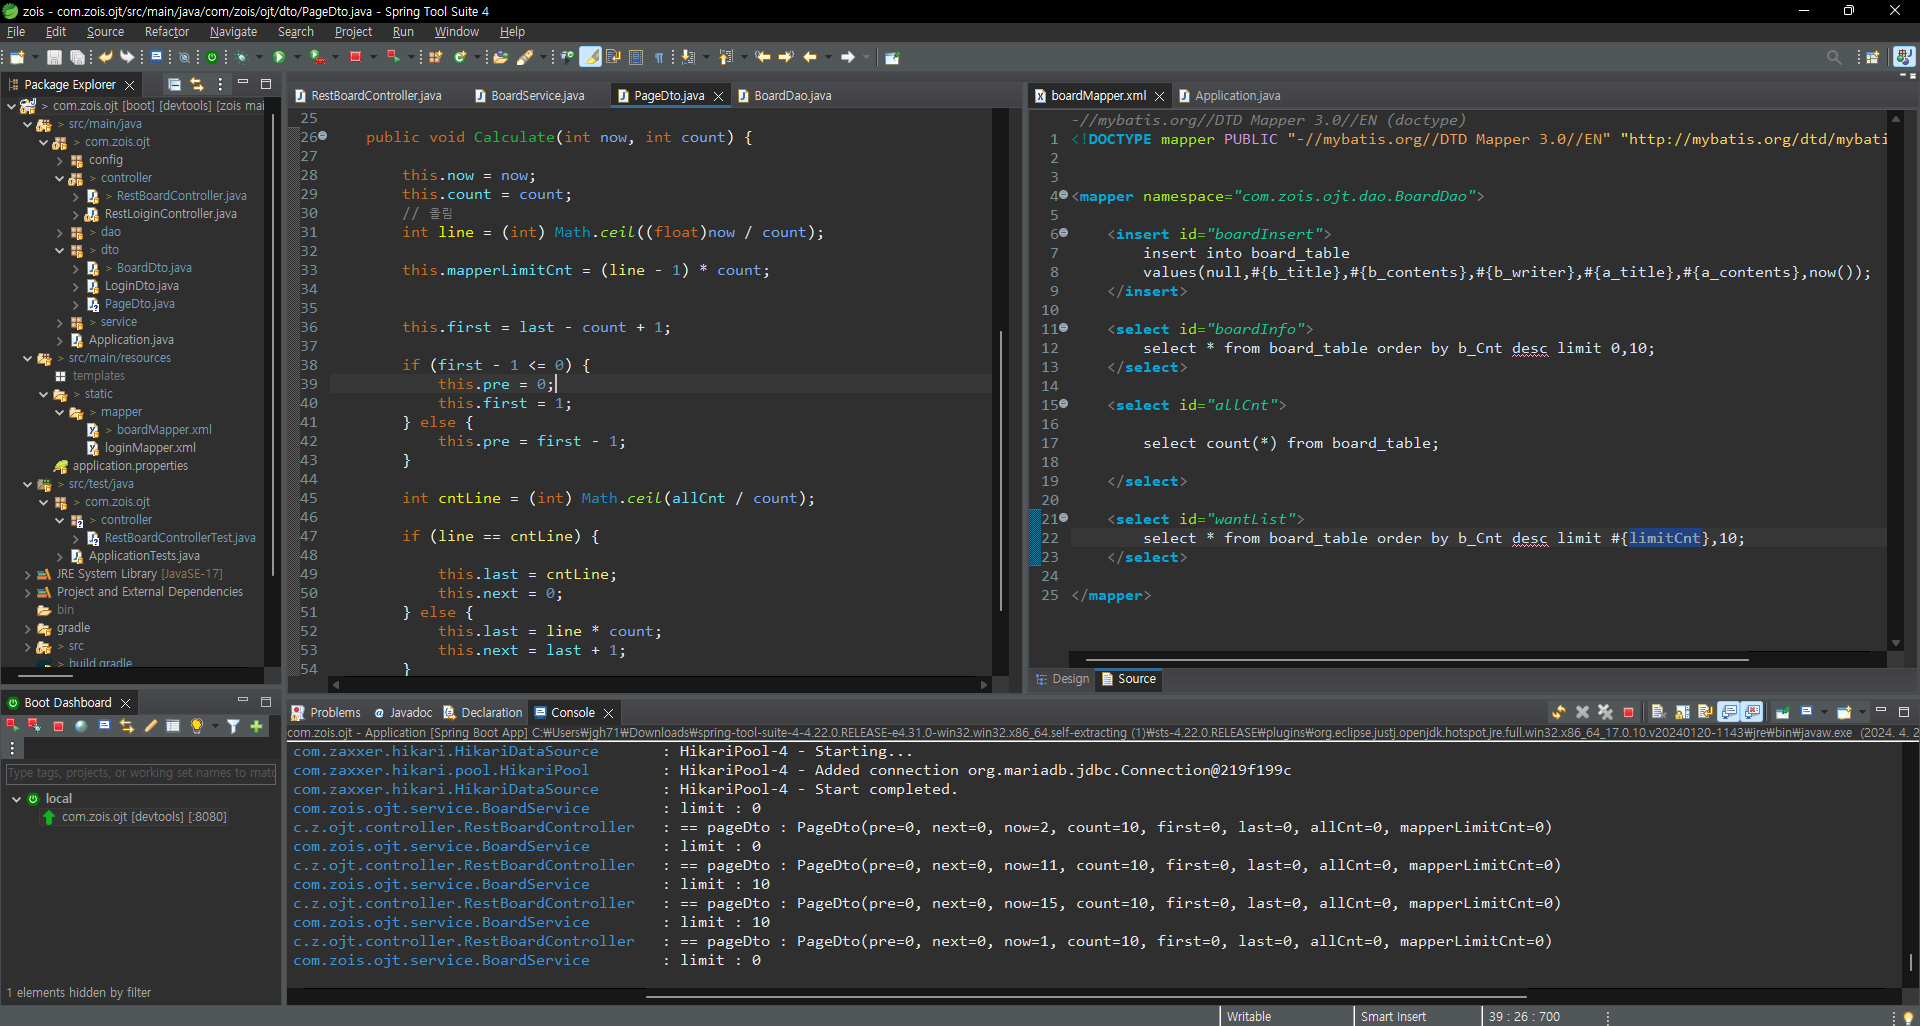 zois - com.zois.ojt/src/main/java/com/zois/ojt/dto/PageDto.java - Spring Tool Suite 4
File Edit Source Refactor Navigate Search Project Run Window Help
Package Explorer
> com.zois.ojt [boot] [devtools] [zois mai
> src/main/java
> com.zois.ojt
> config
> controller
> RestBoardController.java
RestLoiginController.java
> dao
> dto
> BoardDto.java
LoginDto.java
PageDto.java
> service
> Application.java
> src/main/resources
templates
> static
> mapper
> boardMapper.xml
loginMapper.xml
application.properties
> src/test/java
> com.zois.ojt
> controller
RestBoardControllerTest.java
ApplicationTests.java
JRE System Library [JavaSE-17]
Project and External Dependencies
bin
gradle
> src
> build.gradle
RestBoardController.java BoardService.java PageDto.java BoardDao.java
25
26 public void Calculate(int now, int count) {
27
28 this.now = now;
29 this.count = count;
30 // 올림
31 int line = (int) Math.ceil((float)now / count);
32
33 this.mapperLimitCnt = (line - 1) * count;
34
35
36 this.first = last - count + 1;
37
38 if (first - 1 <= 0) {
39 this.pre = 0;
40 this.first = 1;
41 } else {
42 this.pre = first - 1;
43 }
44
45 int cntLine = (int) Math.ceil(allCnt / count);
46
47 if (line == cntLine) {
48
49 this.last = cntLine;
50 this.next = 0;
51 } else {
52 this.last = line * count;
53 this.next = last + 1;
54 }
boardMapper.xml Application.java
-//mybatis.org//DTD Mapper 3.0//EN (doctype)
1 <!DOCTYPE mapper PUBLIC "-//mybatis.org//DTD Mapper 3.0//EN" "http://mybatis.org/dtd/mybati
2
3
4 <mapper namespace="com.zois.ojt.dao.BoardDao">
5
6 <insert id="boardInsert">
7 insert into board_table
8 values(null,#{b_title},#{b_contents},#{b_writer},#{a_title},#{a_contents},now());
9 </insert>
10
11 <select id="boardInfo">
12 select * from board_table order by b_Cnt desc limit 0,10;
13 </select>
14
15 <select id="allCnt">
16
17 select count(*) from board_table;
18
19 </select>
20
21 <select id="wantList">
22 select * from board_table order by b_Cnt desc limit #{limitCnt},10;
23 </select>
24
25 </mapper>
Design Source
Boot Dashboard
Type tags, projects, or working set names to matc
local
com.zois.ojt [devtools] [:8080]
1 elements hidden by filter
Problems Javadoc Declaration Console
com.zois.ojt - Application [Spring Boot App] C:₩Users₩jgh71₩Downloads₩spring-tool-suite-4-4.22.0.RELEASE-e4.31.0-win32.win32.x86_64.self-extracting (1)₩sts-4.22.0.RELEASE₩plugins₩org.eclipse.justj.openjdk.hotspot.jre.full.win32.x86_64_17.0.10.v20240120-1143₩jre₩bin₩javaw.exe (2024. 4. 2
com.zaxxer.hikari.HikariDataSource : HikariPool-4 - Starting...
com.zaxxer.hikari.pool.HikariPool : HikariPool-4 - Added connection org.mariadb.jdbc.Connection@219f199c
com.zaxxer.hikari.HikariDataSource : HikariPool-4 - Start completed.
com.zois.ojt.service.BoardService : limit : 0
c.z.ojt.controller.RestBoardController : == pageDto : PageDto(pre=0, next=0, now=2, count=10, first=0, last=0, allCnt=0, mapperLimitCnt=0)
com.zois.ojt.service.BoardService : limit : 0
c.z.ojt.controller.RestBoardController : == pageDto : PageDto(pre=0, next=0, now=11, count=10, first=0, last=0, allCnt=0, mapperLimitCnt=0)
com.zois.ojt.service.BoardService : limit : 10
c.z.ojt.controller.RestBoardController : == pageDto : PageDto(pre=0, next=0, now=15, count=10, first=0, last=0, allCnt=0, mapperLimitCnt=0)
com.zois.ojt.service.BoardService : limit : 10
c.z.ojt.controller.RestBoardController : == pageDto : PageDto(pre=0, next=0, now=1, count=10, first=0, last=0, allCnt=0, mapperLimitCnt=0)
com.zois.ojt.service.BoardService : limit : 0
Writable Smart Insert 39 : 26 : 700